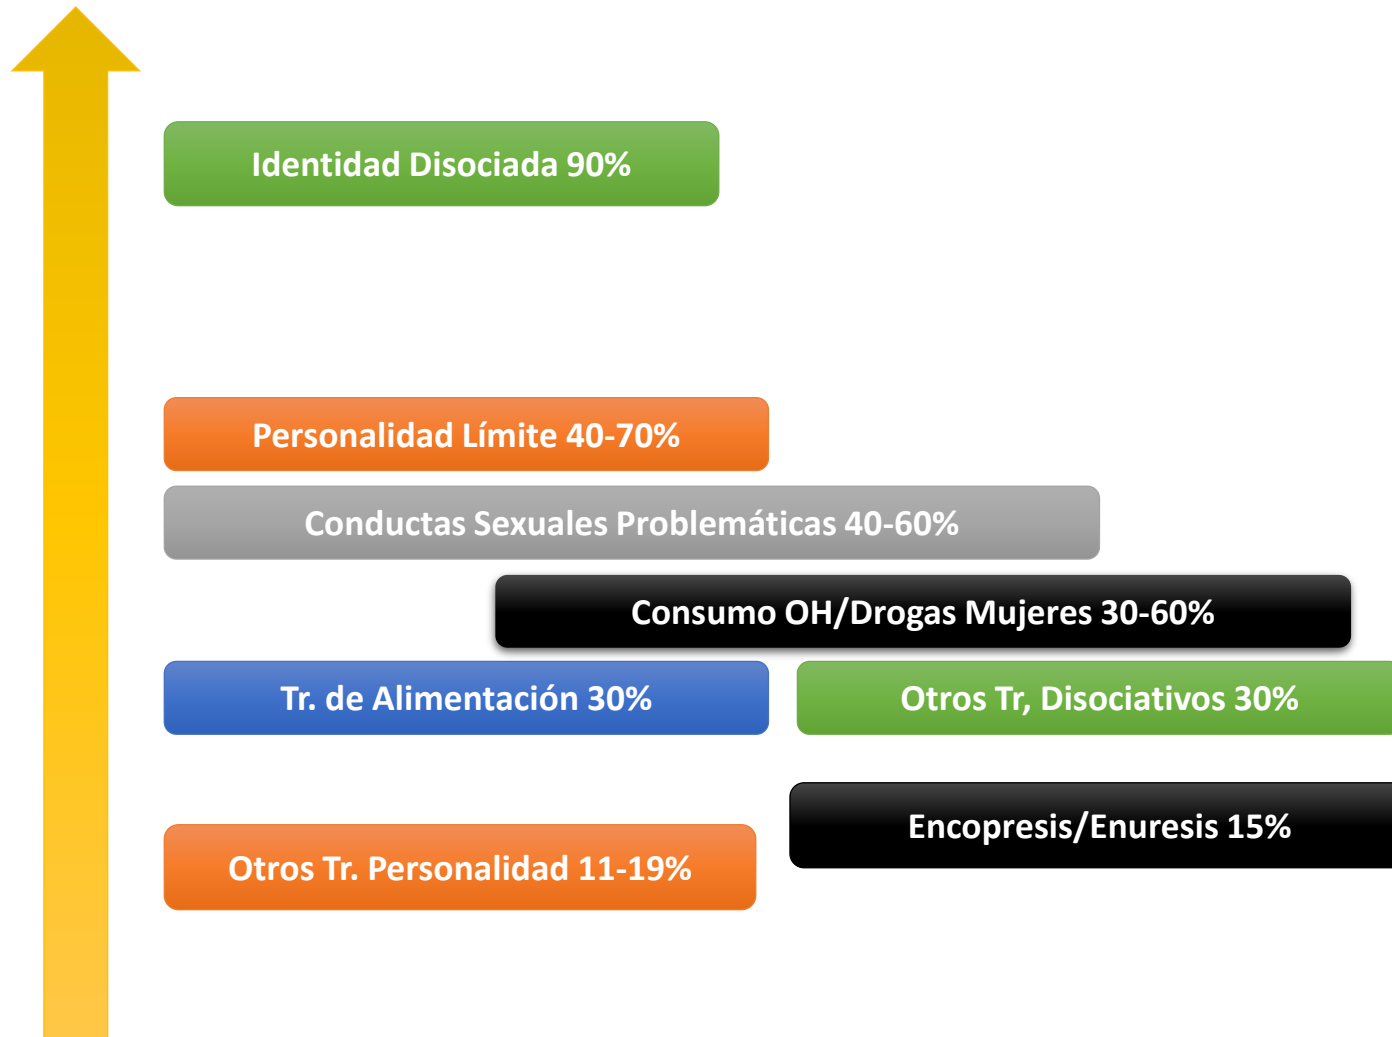 Identidad Disociada 90%
Personalidad Límite 40-70%
Conductas Sexuales Problemáticas 40-60%
Consumo OH/Drogas Mujeres 30-60%
Tr. de Alimentación 30%
Otros Tr, Disociativos 30%
Encopresis/Enuresis 15%
Otros Tr. Personalidad 11-19%